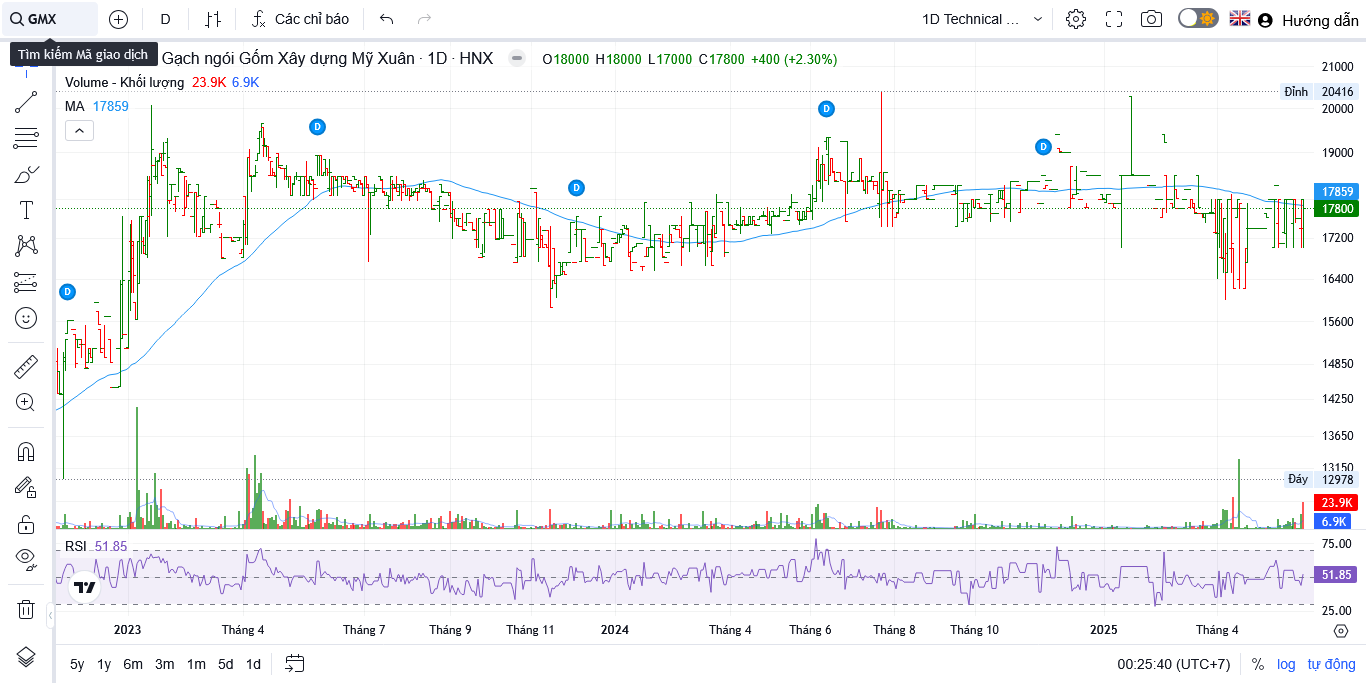 GMX D Các chỉ báo 1D Technical ... Hướng dẫn
Tìm kiếm Mã giao dịch
Gạch ngói Gốm Xây dựng Mỹ Xuân · 1D · HNX O18000 H18000 L17000 C17800 +400 (+2.30%)
Volume - Khối lượng 23.9K 6.9K
MA 17859
D
D
D
D
D
21000
Đỉnh 20416
20000
19000
17859
17800
17200
16400
15600
14850
14250
13650
13150
Đáy 12978
23.9K
6.9K
RSI 51.85
75.00
51.85
25.00
2023 Tháng 4 Tháng 7 Tháng 9 Tháng 11 2024 Tháng 4 Tháng 6 Tháng 8 Tháng 10 2025 Tháng 4
5y 1y 6m 3m 1m 5d 1d 00:25:40 (UTC+7) % log tự động